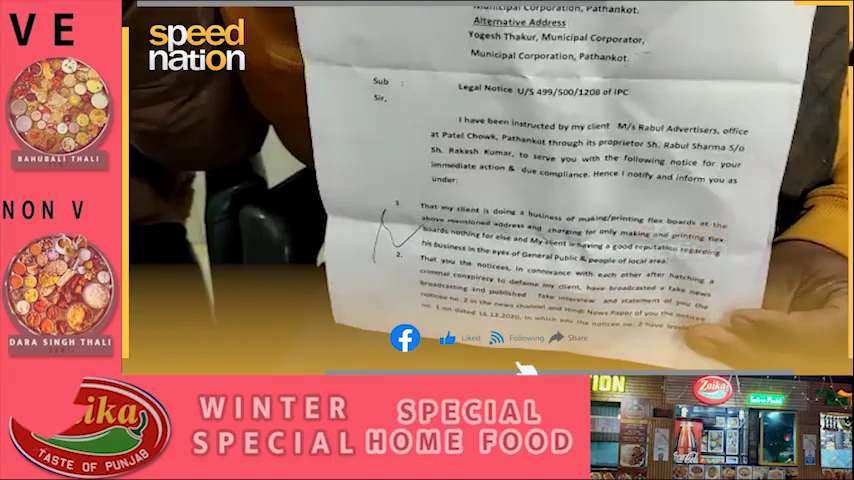 VE
BAHUBALI THALI
NON V
DARA SINGH THALI
speed
nation
Municipal Corporation, Pathankot.
Alternative Address
Yogesh Thakur, Municipal Corporator,
Municipal Corporation, Pathankot.
Sub :
Legal Notice U/S 499/500/120B of IPC
Sir,
I have been instructed by my client M/s Rabul Advertisers, office
at Patel Chowk, Pathankot through its proprietor Sh. Rabul Sharma S/o
Sh. Rakesh Kumar, to serve you with the following notice for your
immediate action & due compliance. Hence I notify and inform you as
under:
1. That my client is doing a business of making/printing flex boards at the
above mentioned address and charging for only making and printing flex
boards nothing for else and My client is having a good reputation regarding
his business in the eyes of General Public & people of local area.
2. That you the noticees, in connivance with each other after hatching a
criminal conspiracy to defame my client, have broadcasted a fake news
broadcasting and published fake interview and statement of you the
noticee no. 2 in the news channel and Hindi News Paper of you the noticee
no. 1 on dated 14.12.2020. In which you the noticee no. 2 have
Liked
Following
Share
aika
TASTE OF PUNJAB
WINTER
SPECIAL
SPECIAL
HOME FOOD
ION
Zaika